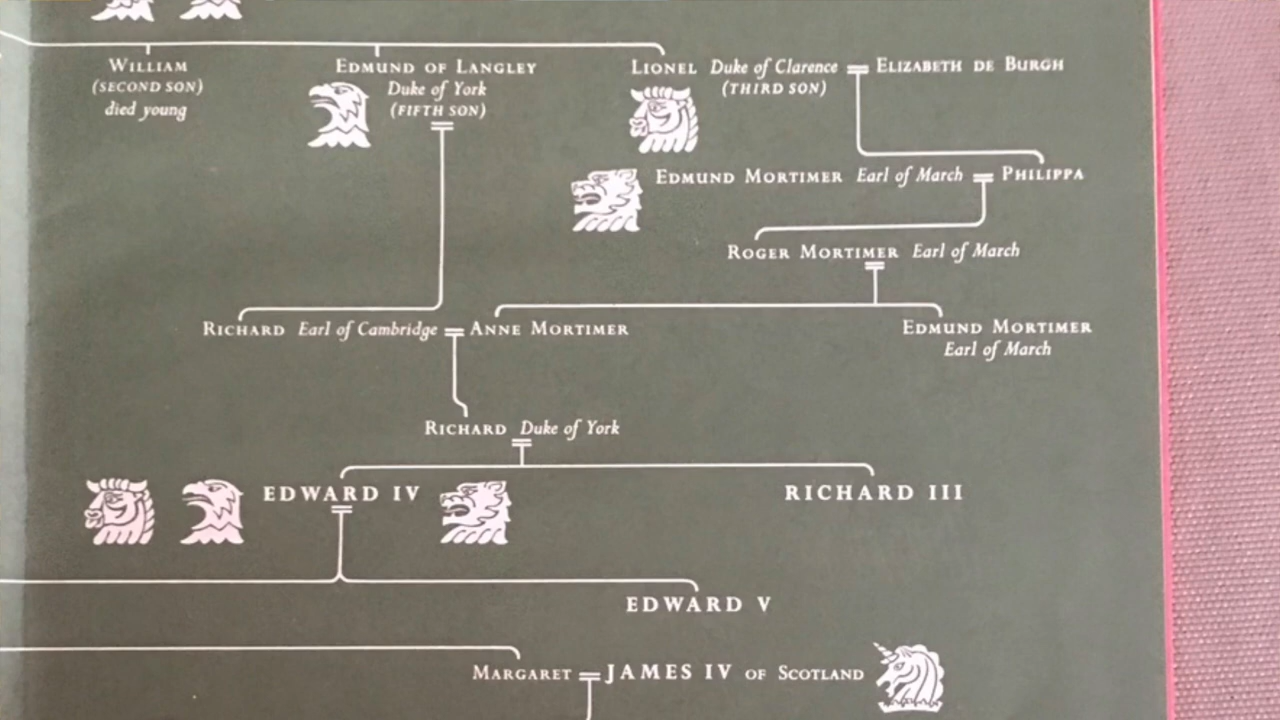 WILLIAM
(SECOND SON)
died young
EDMUND OF LANGLEY
Duke of York
(FIFTH SON)
LIONEL Duke of Clarence = ELIZABETH DE BURGH
(THIRD SON)
EDMUND MORTIMER Earl of March = PHILIPPA
ROGER MORTIMER Earl of March
RICHARD Earl of Cambridge = ANNE MORTIMER
EDMUND MORTIMER
Earl of March
RICHARD Duke of York
EDWARD IV
RICHARD III
EDWARD V
MARGARET = JAMES IV OF SCOTLAND